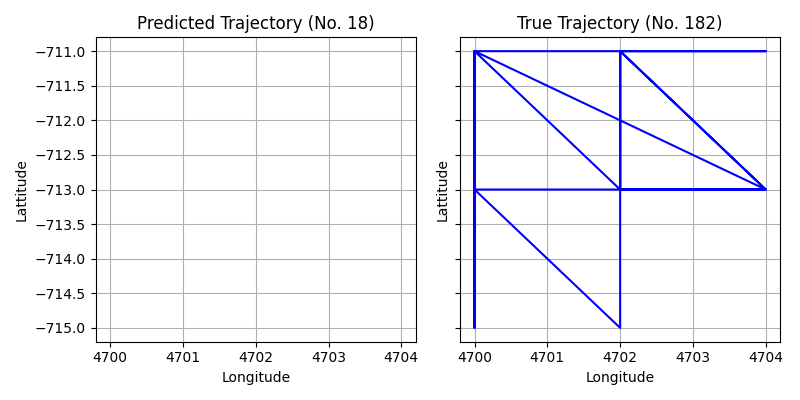 Predicted Trajectory (No. 18)
True Trajectory (No. 182)
−711.0
−711.5
−712.0
−712.5
−713.0
−713.5
−714.0
−714.5
−715.0
Lattitude
Lattitude
4700 4701 4702 4703 4704
4700 4701 4702 4703 4704
Longitude
Longitude